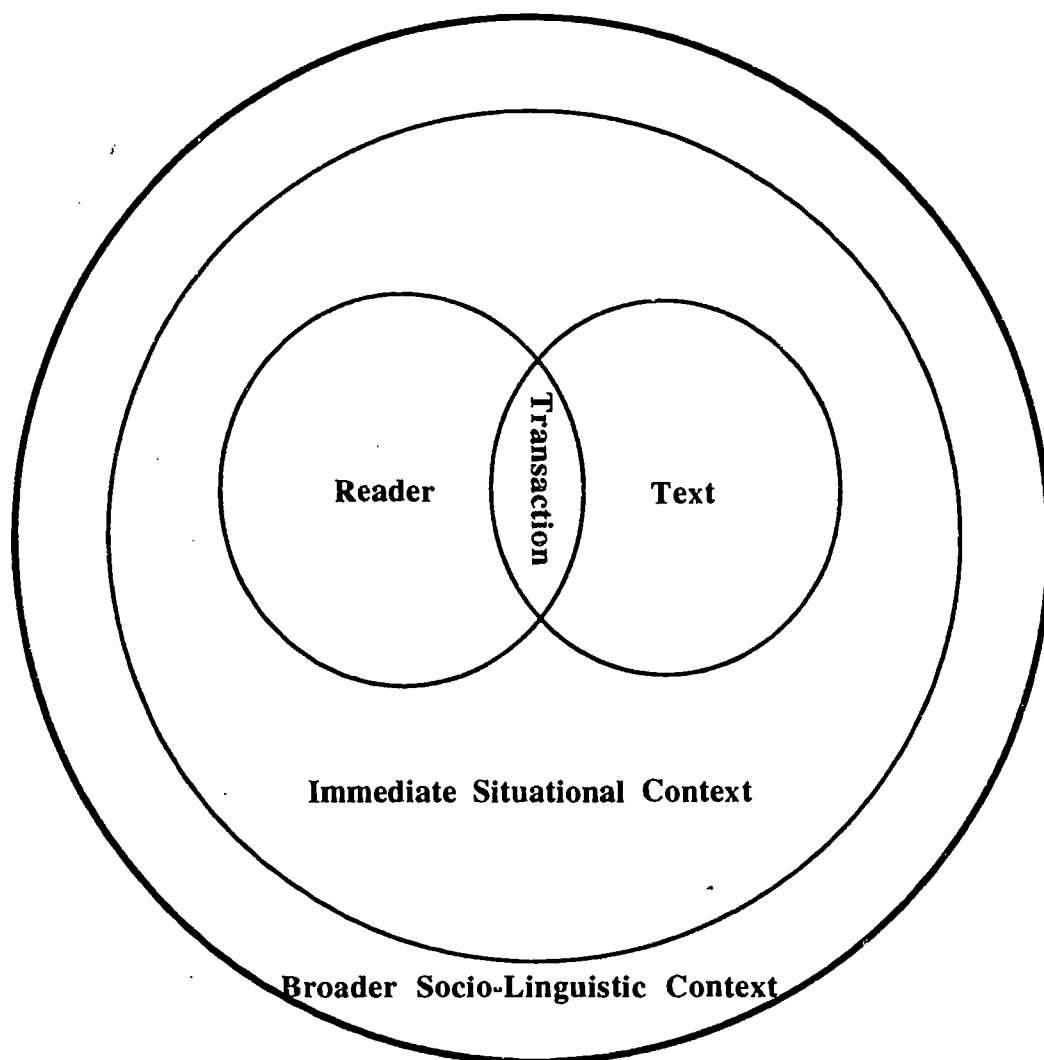 Transaction
Reader
Text
Immediate Situational Context
Broader Socio-Linguistic Context